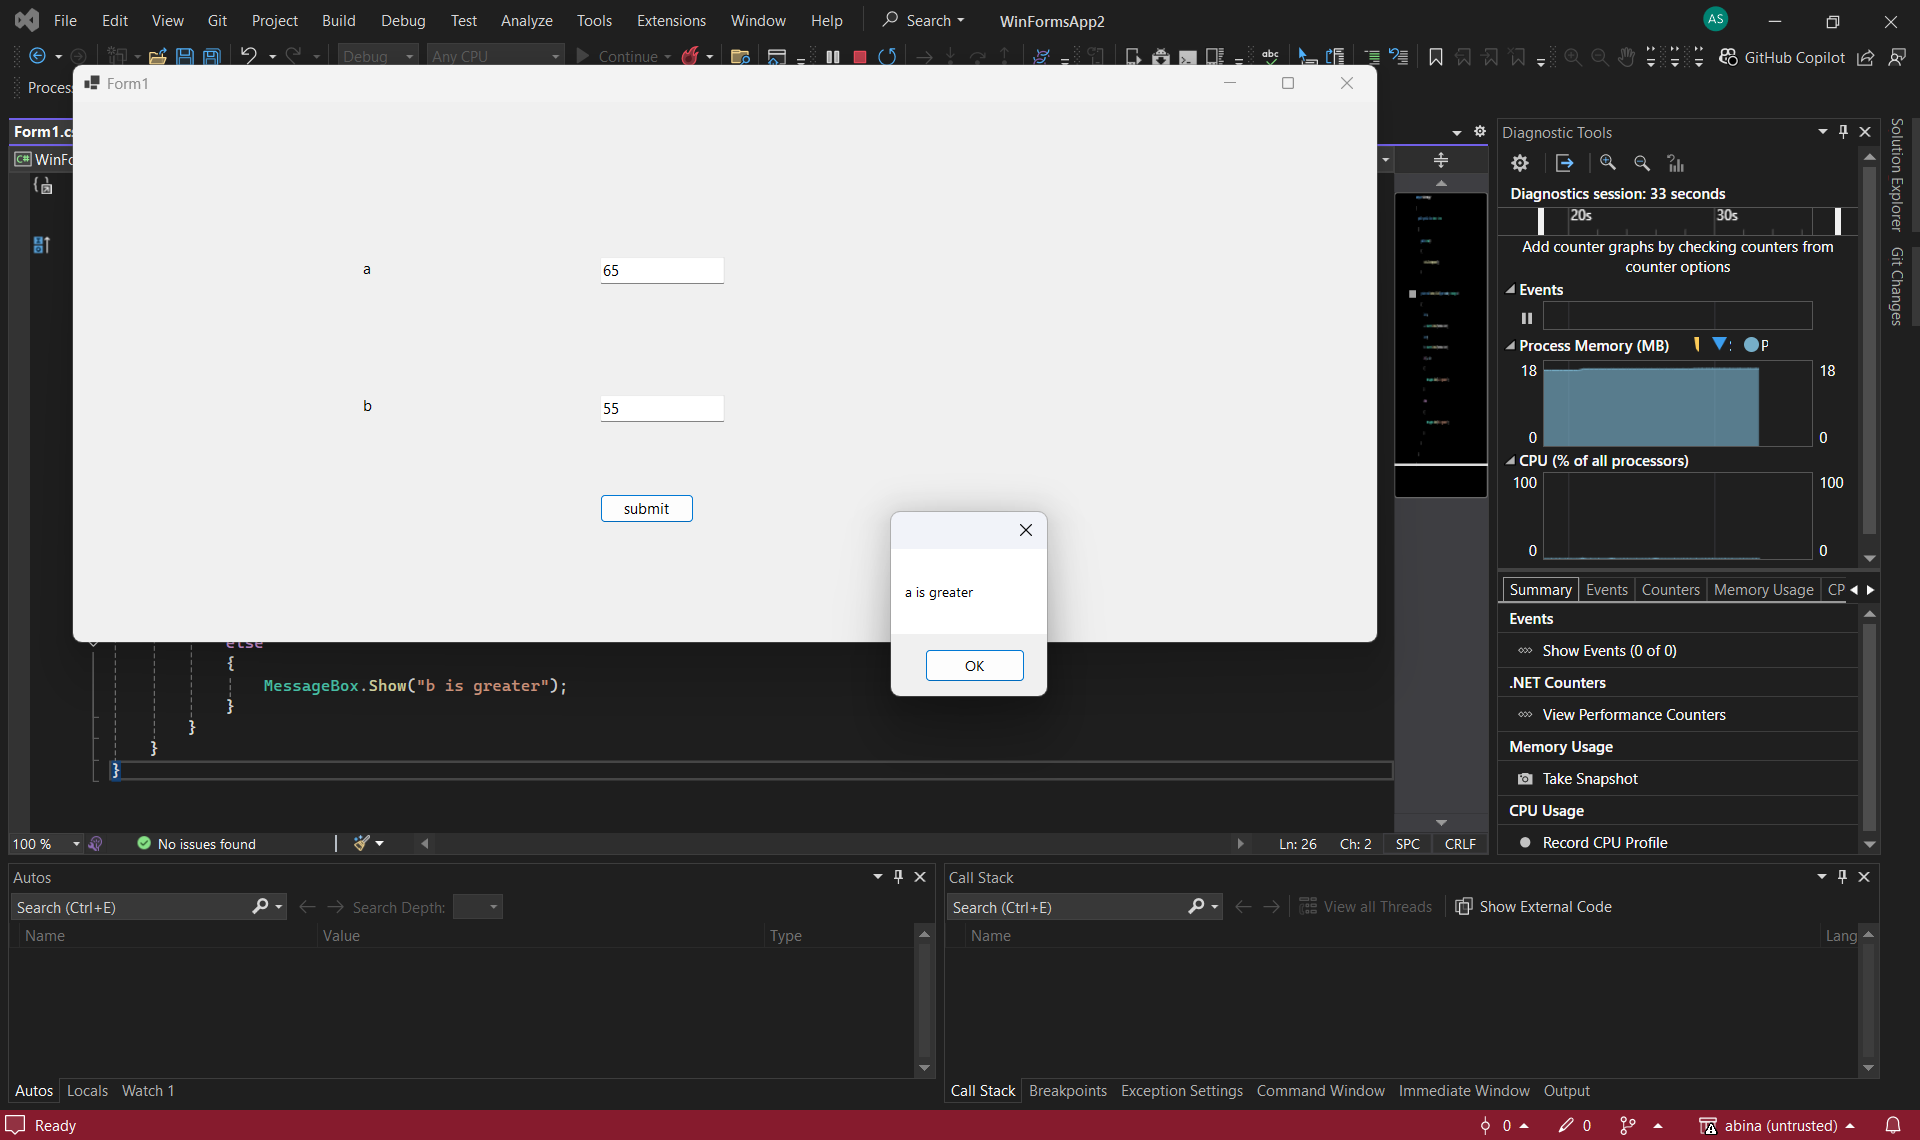 File Edit View Git Project Build Debug Test Analyze Tools Extensions Window Help Search WinFormsApp2 AS
Debug Any CPU Continue abc GitHub Copilot
Process
Form1
Form1.cs
C# WinFo
a 65
b 55
submit
a is greater
OK
else
{
MessageBox.Show("b is greater");
}
}
}
}
100 % No issues found Ln: 26 Ch: 2 SPC CRLF
Diagnostic Tools
Diagnostics session: 33 seconds
20s 30s
Add counter graphs by checking counters from
counter options
Events
Process Memory (MB) P
18 18
0 0
CPU (% of all processors)
100 100
0 0
Summary Events Counters Memory Usage CP
Events
Show Events (0 of 0)
.NET Counters
View Performance Counters
Memory Usage
Take Snapshot
CPU Usage
Record CPU Profile
Solution Explorer
Git Changes
Autos
Search (Ctrl+E) Search Depth:
Name Value Type
Autos Locals Watch 1
Call Stack
Search (Ctrl+E) View all Threads Show External Code
Name Lang
Call Stack Breakpoints Exception Settings Command Window Immediate Window Output
Ready 0 0 abina (untrusted)